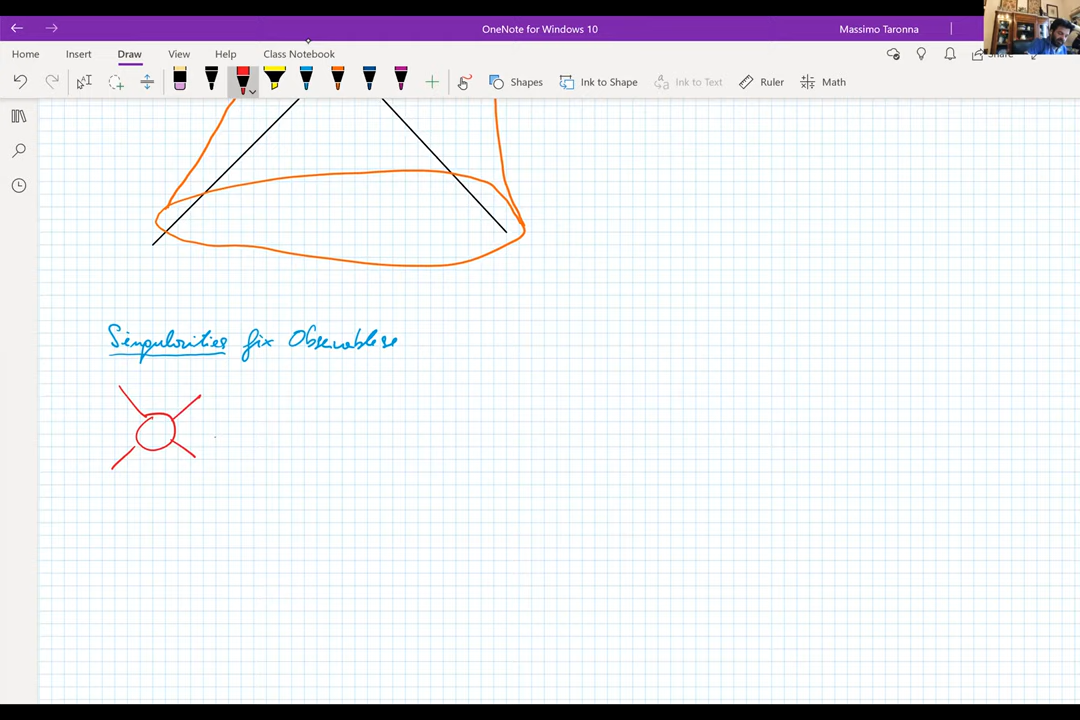 OneNote for Windows 10
Massimo Taronna
Home Insert Draw View Help Class Notebook
Share
Shapes Ink to Shape Ink to Text Ruler Math
Singularities fix Observables